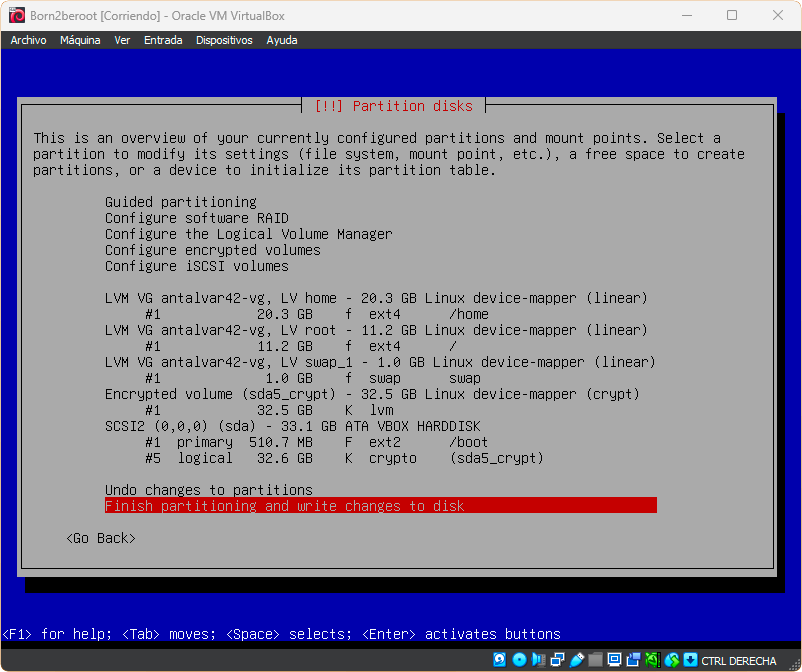 Born2beroot [Corriendo] - Oracle VM VirtualBox
Archivo Máquina Ver Entrada Dispositivos Ayuda
[!!] Partition disks
This is an overview of your currently configured partitions and mount points. Select a
partition to modify its settings (file system, mount point, etc.), a free space to create
partitions, or a device to initialize its partition table.
Guided partitioning
Configure software RAID
Configure the Logical Volume Manager
Configure encrypted volumes
Configure iSCSI volumes
LVM VG antalvar42-vg, LV home - 20.3 GB Linux device-mapper (linear)
#1 20.3 GB f ext4 /home
LVM VG antalvar42-vg, LV root - 11.2 GB Linux device-mapper (linear)
#1 11.2 GB f ext4 /
LVM VG antalvar42-vg, LV swap_1 - 1.0 GB Linux device-mapper (linear)
#1 1.0 GB f swap swap
Encrypted volume (sda5_crypt) - 32.5 GB Linux device-mapper (crypt)
#1 32.5 GB K lvm
SCSI2 (0,0,0) (sda) - 33.1 GB ATA VBOX HARDDISK
#1 primary 510.7 MB F ext2 /boot
#5 logical 32.6 GB K crypto (sda5_crypt)
Undo changes to partitions
Finish partitioning and write changes to disk
<Go Back>
<F1> for help; <Tab> moves; <Space> selects; <Enter> activates buttons
CTRL DERECHA